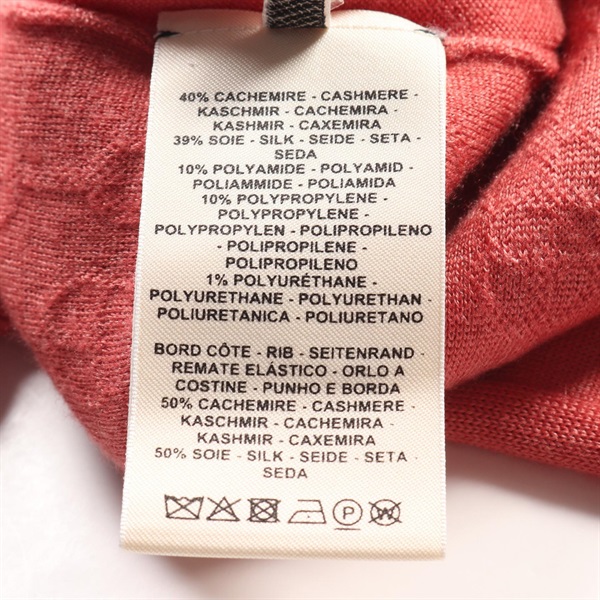 40% CACHEMIRE - CASHMERE -
KASCHMIR - CACHEMIRA -
KASHMIR - CAXEMIRA
39% SOIE - SILK - SEIDE - SETA -
SEDA
10% POLYAMIDE - POLYAMID -
POLIAMMIDE - POLIAMIDA
10% POLYPROPYLENE -
POLYPROPYLENE -
POLYPROPYLEN - POLIPROPILENO
- POLIPROPILENE -
POLIPROPILENO
1% POLYURÉTHANE -
POLYURETHANE - POLYURETHAN -
POLIURETANICA - POLIURETANO
BORD CÔTE - RIB - SEITENRAND -
REMATE ELÁSTICO - ORLO A
COSTINE - PUNHO E BORDA
50% CACHEMIRE - CASHMERE -
KASCHMIR - CACHEMIRA -
KASHMIR - CAXEMIRA
50% SOIE - SILK - SEIDE - SETA -
SEDA
P
W